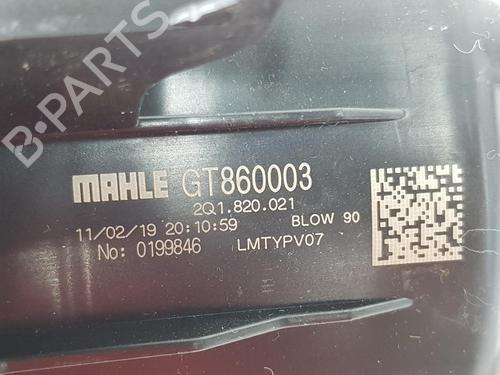 B-PARTS
MAHLE GT860003
2Q1.820.021
11/02/19 20:10:59 BLOW 90
No: 0199846 LMTYPV07